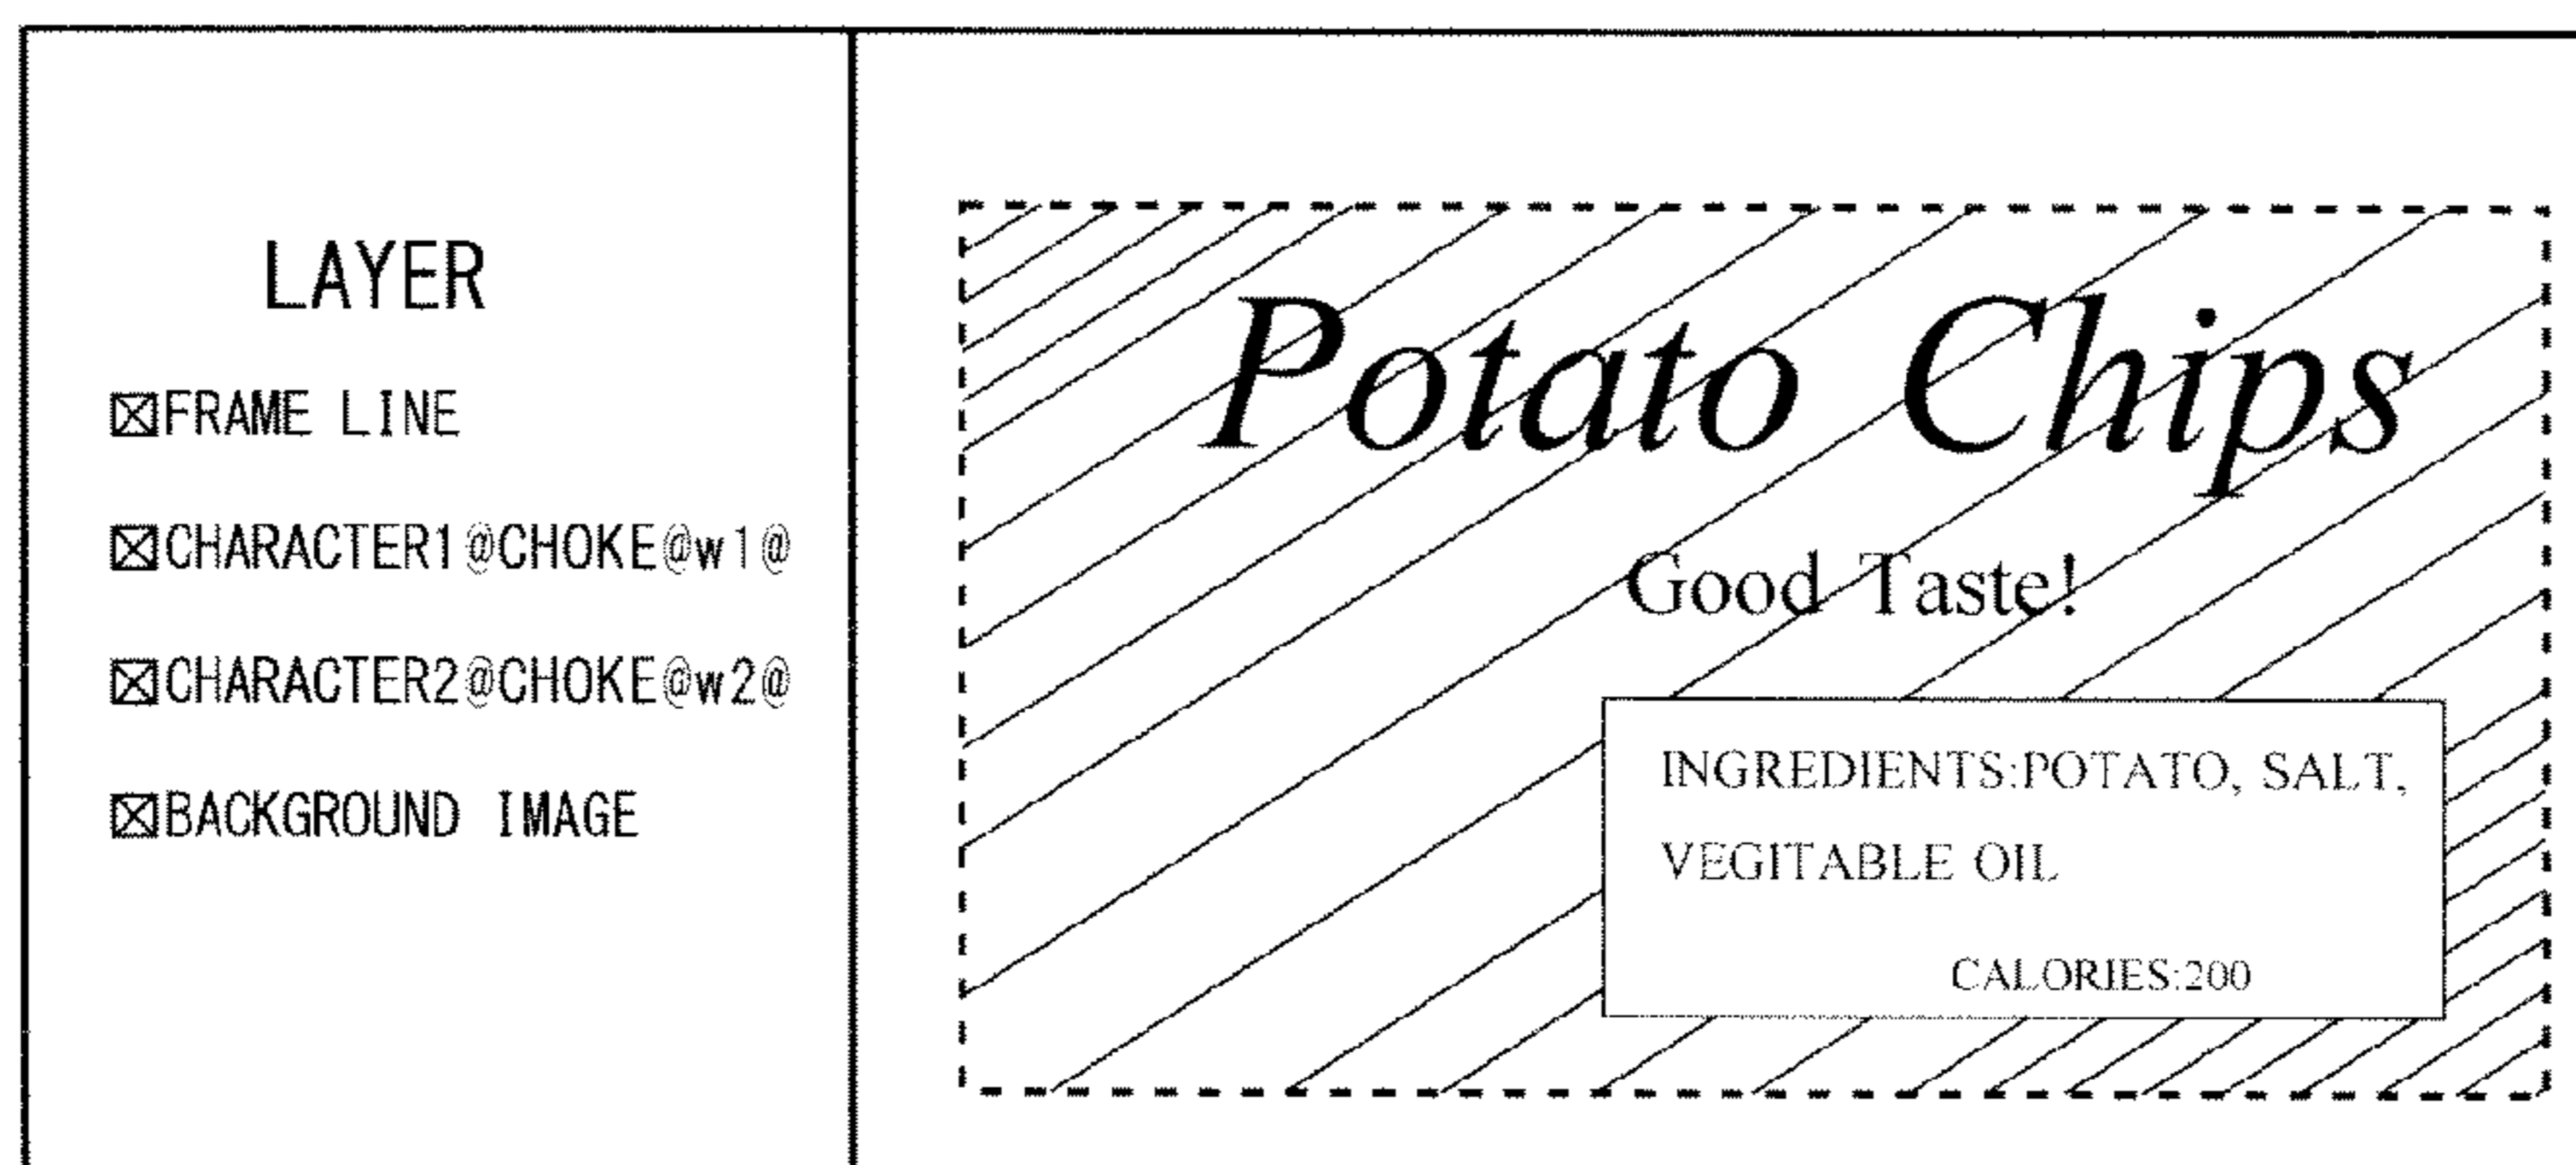 LAYER
FRAME LINE
CHARACTER1@CHOKE@w1@
CHARACTER2@CHOKE@w2@
BACKGROUND IMAGE
Potato Chips
Good Taste!
INGREDIENTS:POTATO, SALT,
VEGITABLE OIL
CALORIES:200